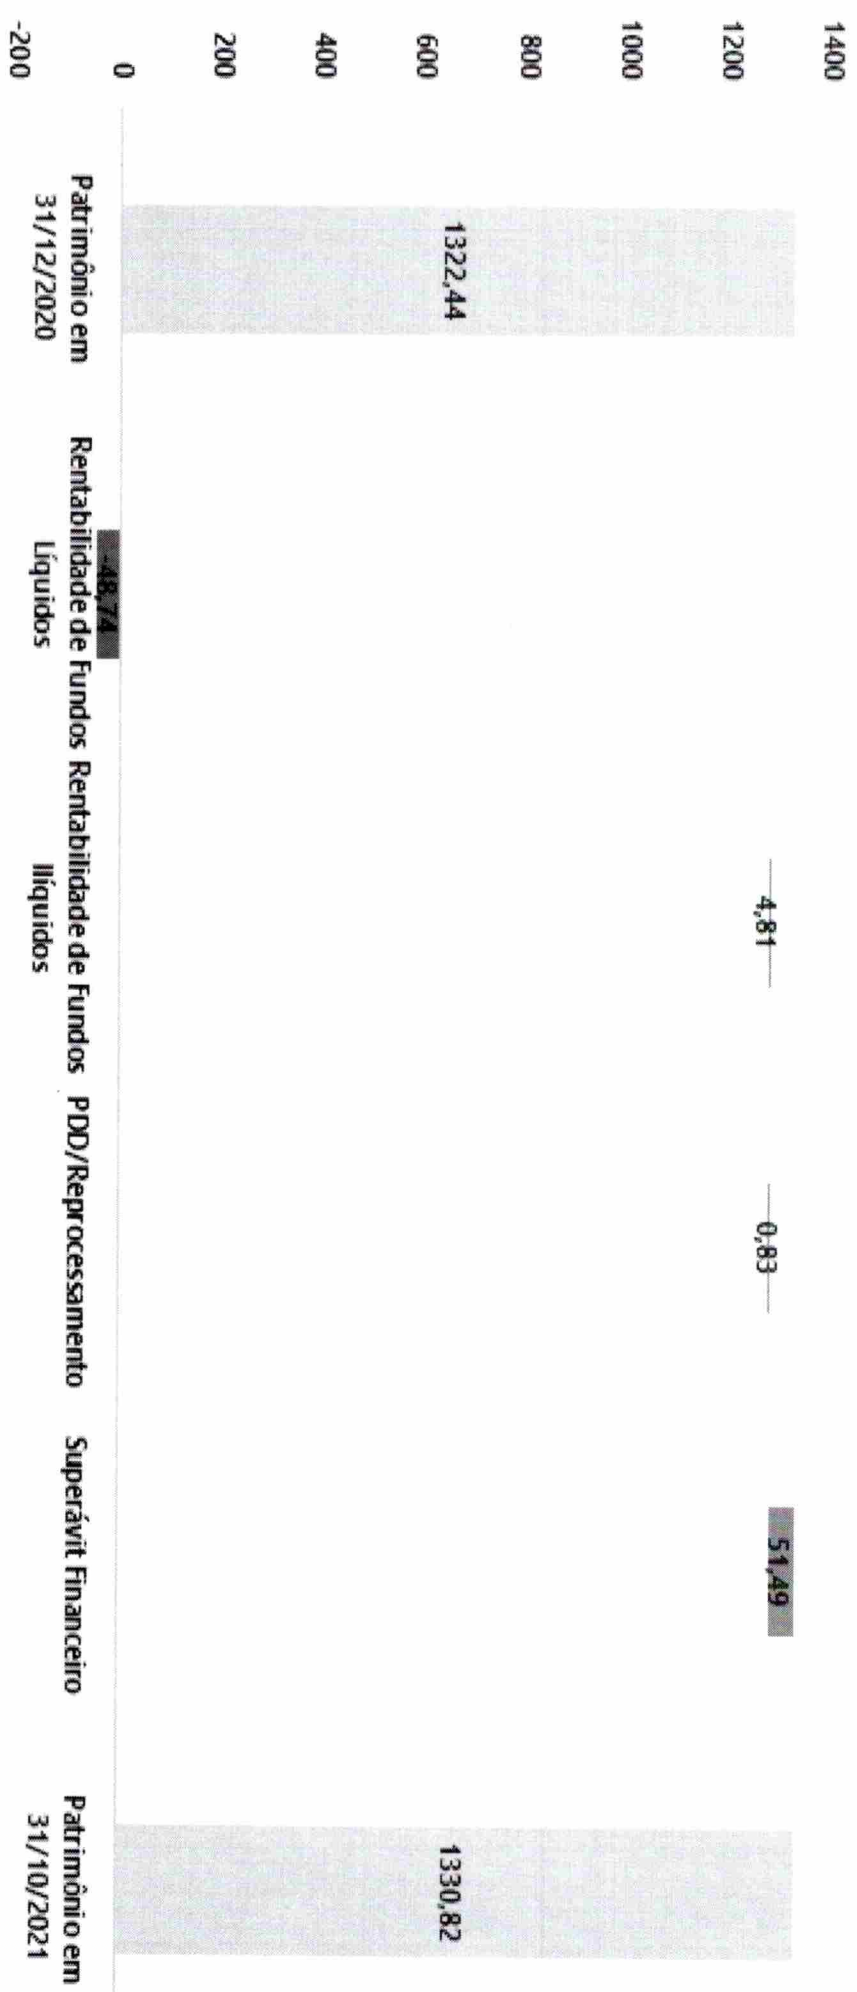 1400
1200
1000
800
600
400
200
0
-200
1322,44
-48,74
4,81
0,83
51,49
1330,82
Patrimônio em
31/12/2020
Rentabilidade de Fundos
Líquidos
Rentabilidade de Fundos
Ilíquidos
PDD/Reprocessamento
Superávit Financeiro
Patrimônio em
31/10/2021